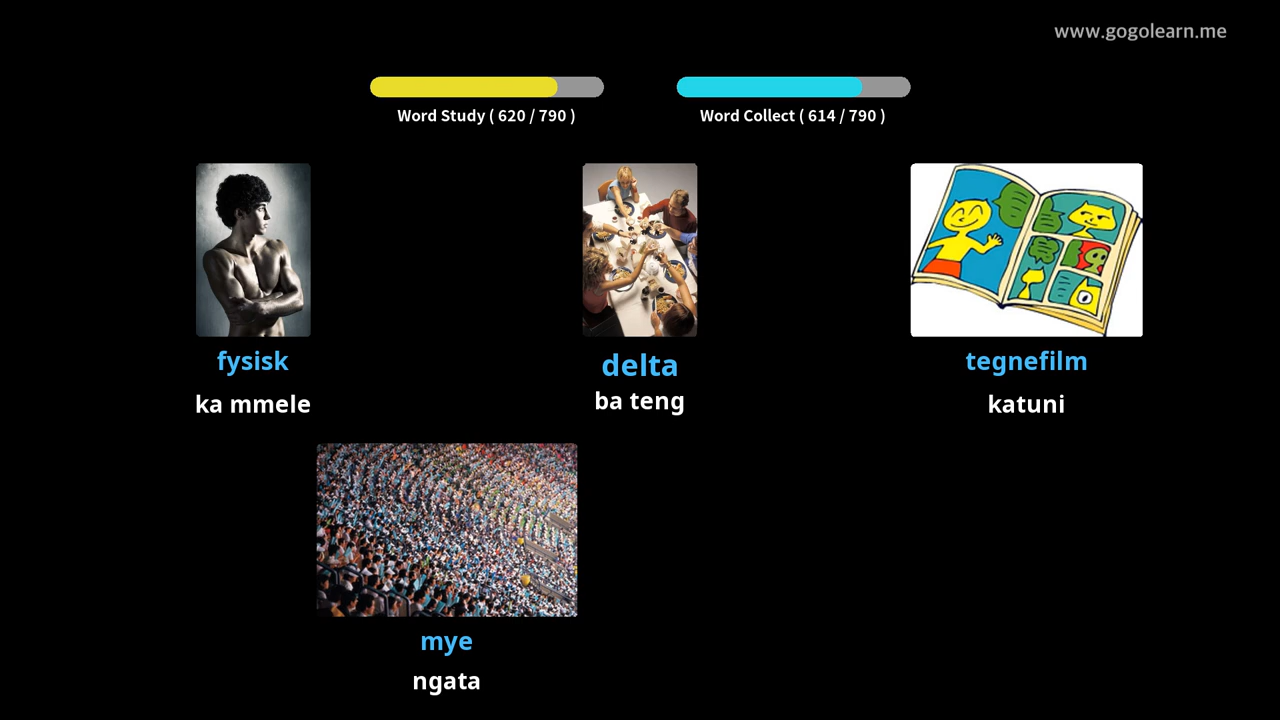 www.gogolearn.me
Word Study ( 620 / 790 )
Word Collect ( 614 / 790 )
fysisk
ka mmele
delta
ba teng
tegnefilm
katuni
mye
ngata